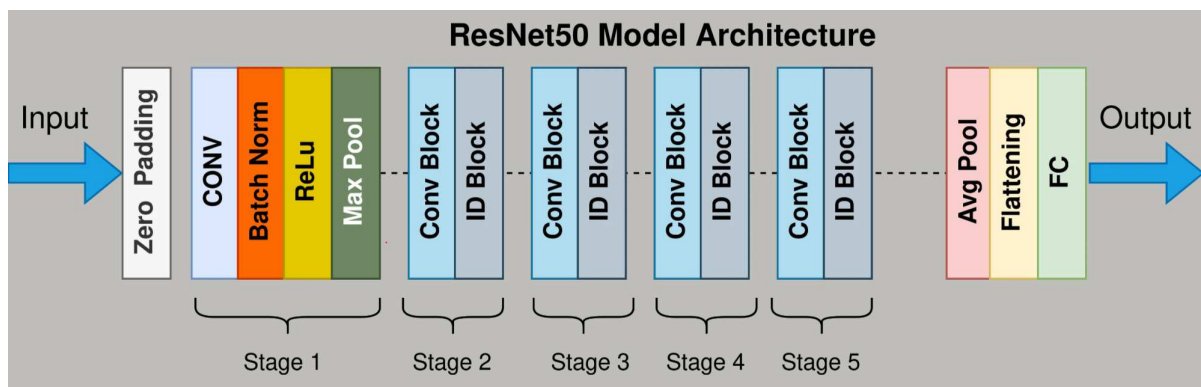 ResNet50 Model Architecture
Input
Zero Padding
CONV
Batch Norm
ReLu
Max Pool
Conv Block
ID Block
Conv Block
ID Block
Conv Block
ID Block
Conv Block
ID Block
Avg Pool
Flattening
FC
Output
Stage 1
Stage 2
Stage 3
Stage 4
Stage 5